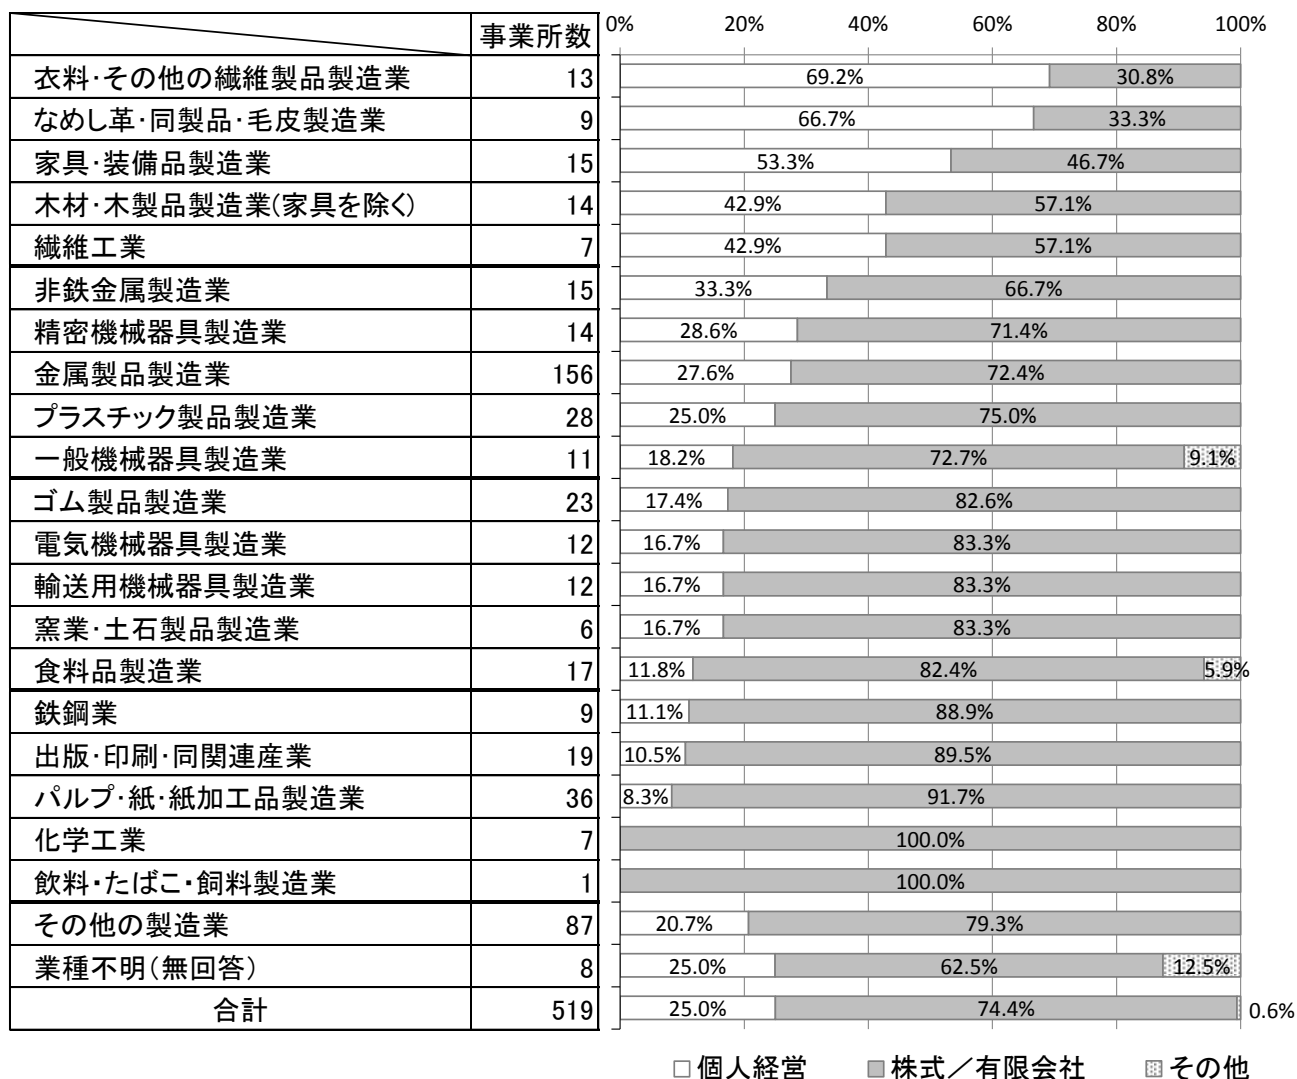 事業所数 0% 20% 40% 60% 80% 100%
衣料･その他の繊維製品製造業 13 69.2% 30.8%
なめし革･同製品･毛皮製造業 9 66.7% 33.3%
家具･装備品製造業 15 53.3% 46.7%
木材･木製品製造業(家具を除く) 14 42.9% 57.1%
繊維工業 7 42.9% 57.1%
非鉄金属製造業 15 33.3% 66.7%
精密機械器具製造業 14 28.6% 71.4%
金属製品製造業 156 27.6% 72.4%
プラスチック製品製造業 28 25.0% 75.0%
一般機械器具製造業 11 18.2% 72.7% 9.1%
ゴム製品製造業 23 17.4% 82.6%
電気機械器具製造業 12 16.7% 83.3%
輸送用機械器具製造業 12 16.7% 83.3%
窯業･土石製品製造業 6 16.7% 83.3%
食料品製造業 17 11.8% 82.4% 5.9%
鉄鋼業 9 11.1% 88.9%
出版･印刷･同関連産業 19 10.5% 89.5%
パルプ･紙･紙加工品製造業 36 8.3% 91.7%
化学工業 7 100.0%
飲料・たばこ・飼料製造業 1 100.0%
その他の製造業 87 20.7% 79.3%
業種不明(無回答) 8 25.0% 62.5% 12.5%
合計 519 25.0% 74.4% 0.6%
個人経営 株式／有限会社 その他